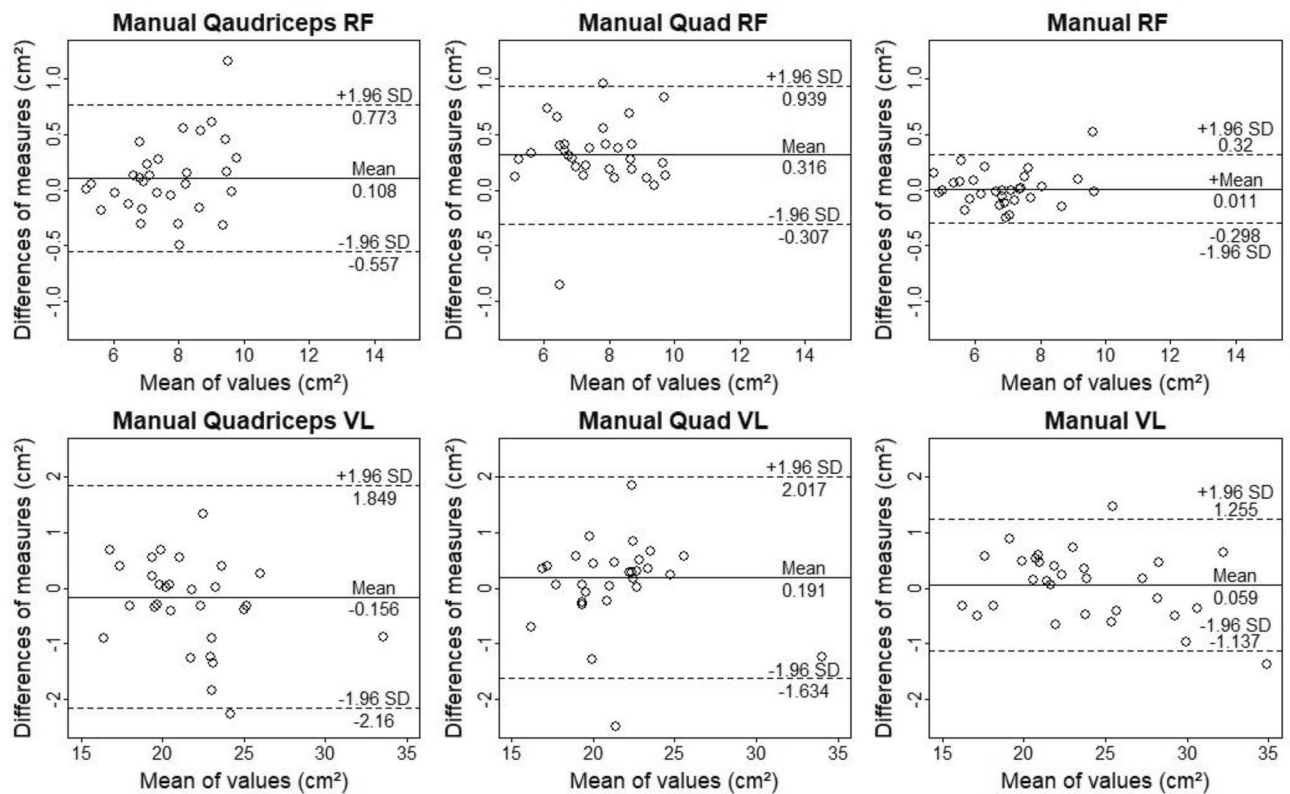 Manual Qaudriceps RF
Differences of measures (cm²)
1.0
0.5
0.0
-0.5
-1.0
+1.96 SD
0.773
Mean
0.108
-1.96 SD
-0.557
6 8 10 12 14
Mean of values (cm²)
Manual Quad RF
Differences of measures (cm²)
1.0
0.5
0.0
-0.5
-1.0
+1.96 SD
0.939
Mean
0.316
-1.96 SD
-0.307
6 8 10 12 14
Mean of values (cm²)
Manual RF
Differences of measures (cm²)
1.0
0.5
0.0
-0.5
-1.0
+1.96 SD
0.32
+Mean
0.011
-0.298
-1.96 SD
6 8 10 12 14
Mean of values (cm²)
Manual Quadriceps VL
Differences of measures (cm²)
2
1
0
-1
-2
+1.96 SD
1.849
Mean
-0.156
-1.96 SD
-2.16
15 20 25 30 35
Mean of values (cm²)
Manual Quad VL
Differences of measures (cm²)
2
1
0
-1
-2
+1.96 SD
2.017
Mean
0.191
-1.96 SD
-1.634
15 20 25 30 35
Mean of values (cm²)
Manual VL
Differences of measures (cm²)
2
1
0
-1
-2
+1.96 SD
1.255
Mean
0.059
-1.96 SD
-1.137
15 20 25 30 35
Mean of values (cm²)